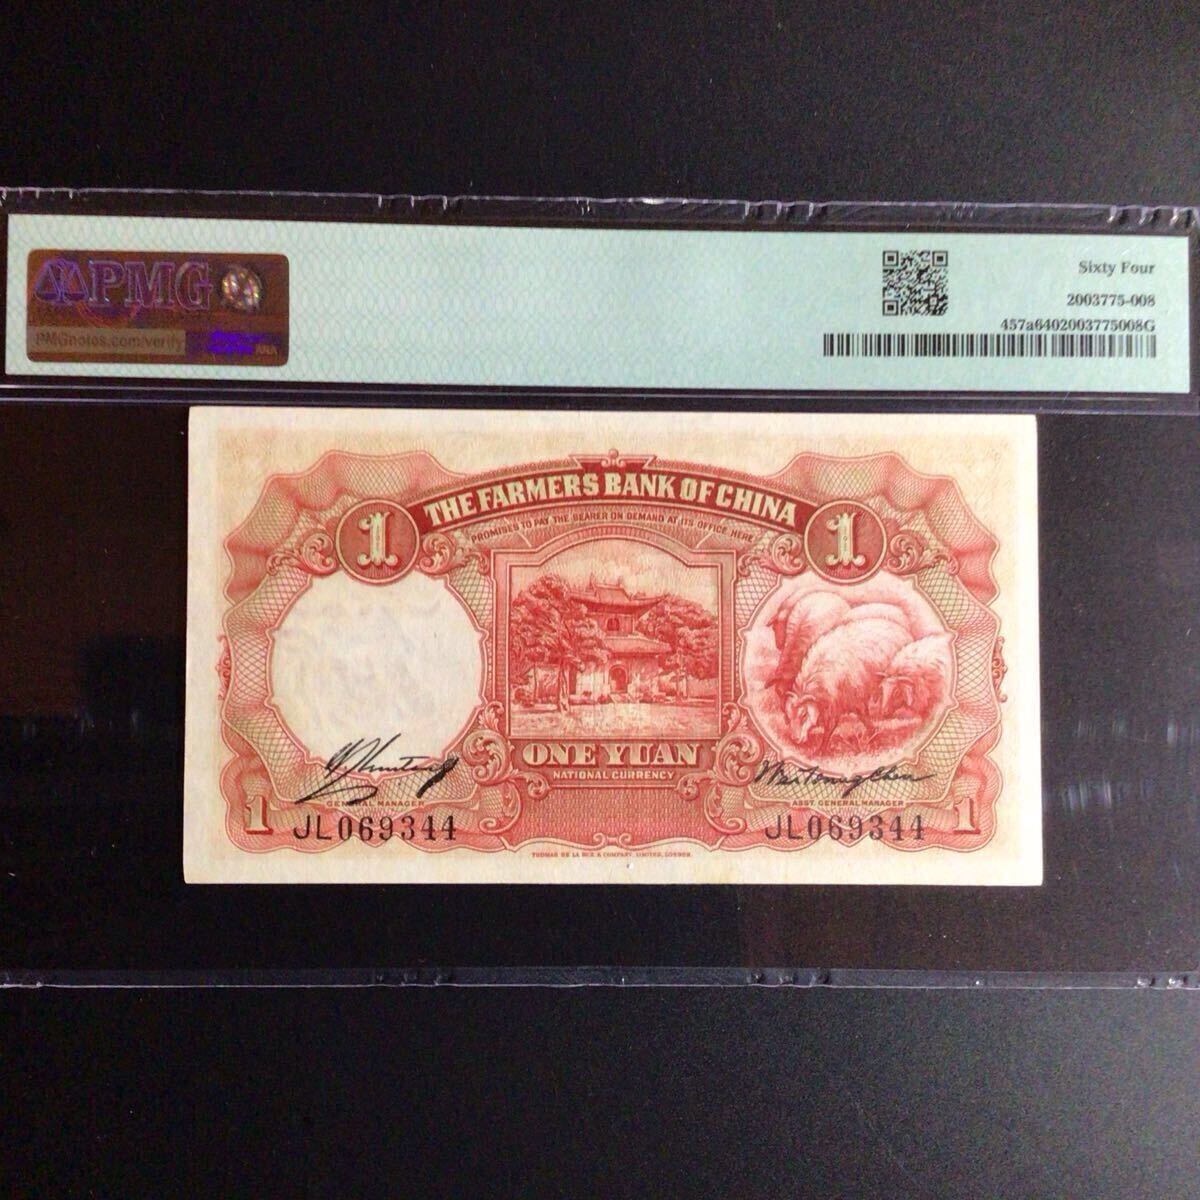 PMG
PMGnotes.com/verify
Sixty Four
2003775-008
457a6402003775008G
THE FARMERS BANK OF CHINA
PROMISES TO PAY THE BEARER ON DEMAND AT ITS OFFICE HERE
1
1
ONE YUAN
NATIONAL CURRENCY
GENERAL MANAGER
ASST. GENERAL MANAGER
1
JL069344
JL069344
1
THOMAS DE LA RUE & COMPANY, LIMITED, LONDON.